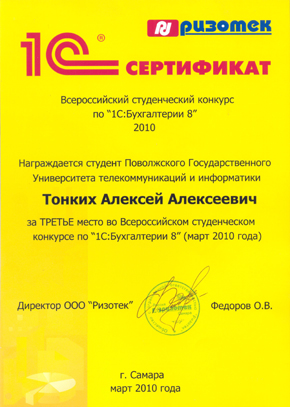 ризотек
1С®
СЕРТИФИКАТ
Всероссийский студенческий конкурс
по “1С:Бухгалтерии 8”
2010
Награждается студент Поволжского Государственного
Университета телекоммуникаций и информатики
Тонких Алексей Алексеевич
за ТРЕТЬЕ место во Всероссийском студенческом
конкурсе по “1С:Бухгалтерии 8” (март 2010 года)
Директор ООО “Ризотек” Федоров О.В.
г. Самара
март 2010 года